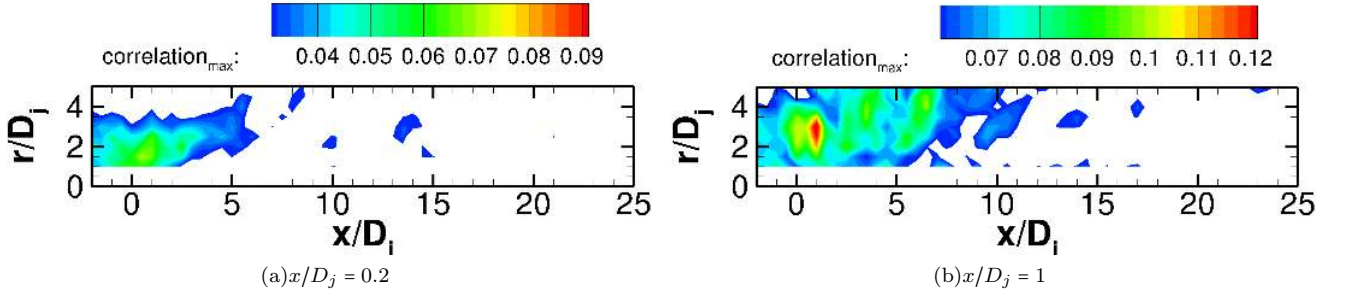 0.04 0.05 0.06 0.07 0.08 0.09
correlation_max:
r/D_j
4
2
0
0 5 10 15 20 25
x/D_j
(a)x/D_j = 0.2
0.07 0.08 0.09 0.1 0.11 0.12
correlation_max:
r/D_j
4
2
0
0 5 10 15 20 25
x/D_j
(b)x/D_j = 1